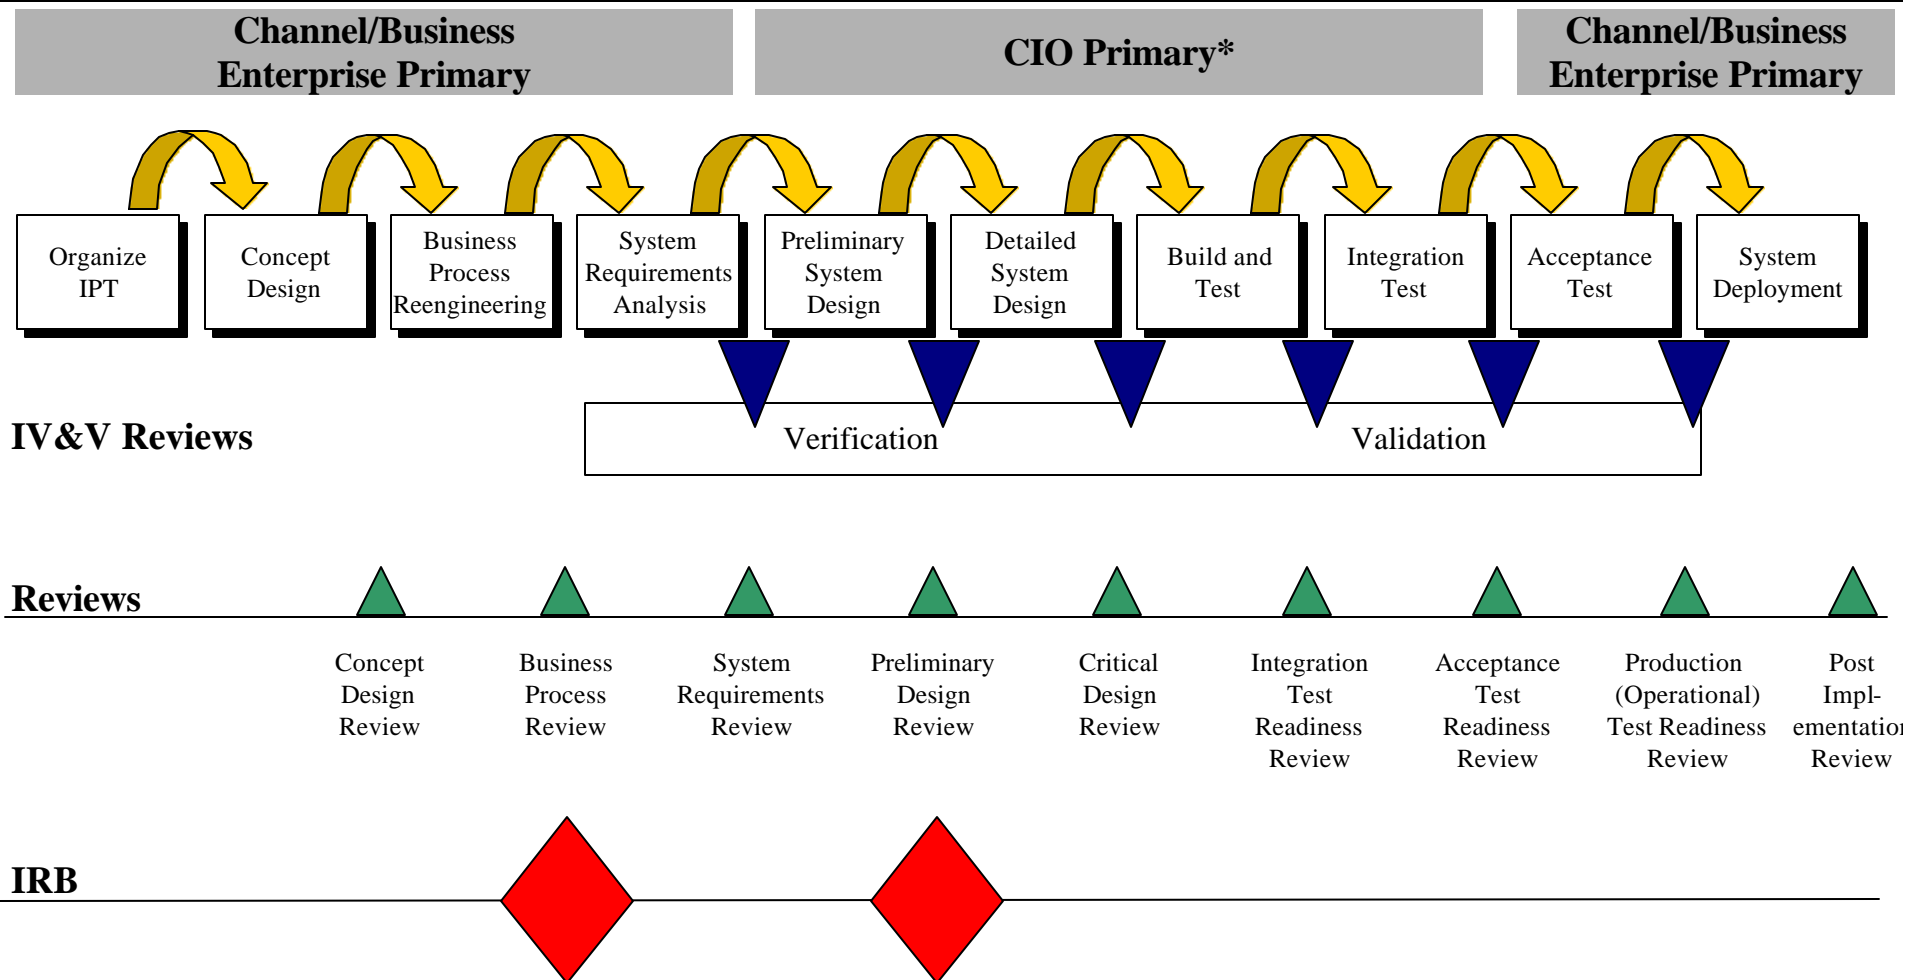 Channel/Business
Enterprise Primary
CIO Primary*
Channel/Business
Enterprise Primary
Organize
IPT
Concept
Design
Business
Process
Reengineering
System
Requirements
Analysis
Preliminary
System
Design
Detailed
System
Design
Build and
Test
Integration
Test
Acceptance
Test
System
Deployment
IV&V Reviews
Verification
Validation
Reviews
Concept
Design
Review
Business
Process
Review
System
Requirements
Review
Preliminary
Design
Review
Critical
Design
Review
Integration
Test
Readiness
Review
Acceptance
Test
Readiness
Review
Production
(Operational)
Test Readiness
Review
Post
Impl-
ementation
Review
IRB